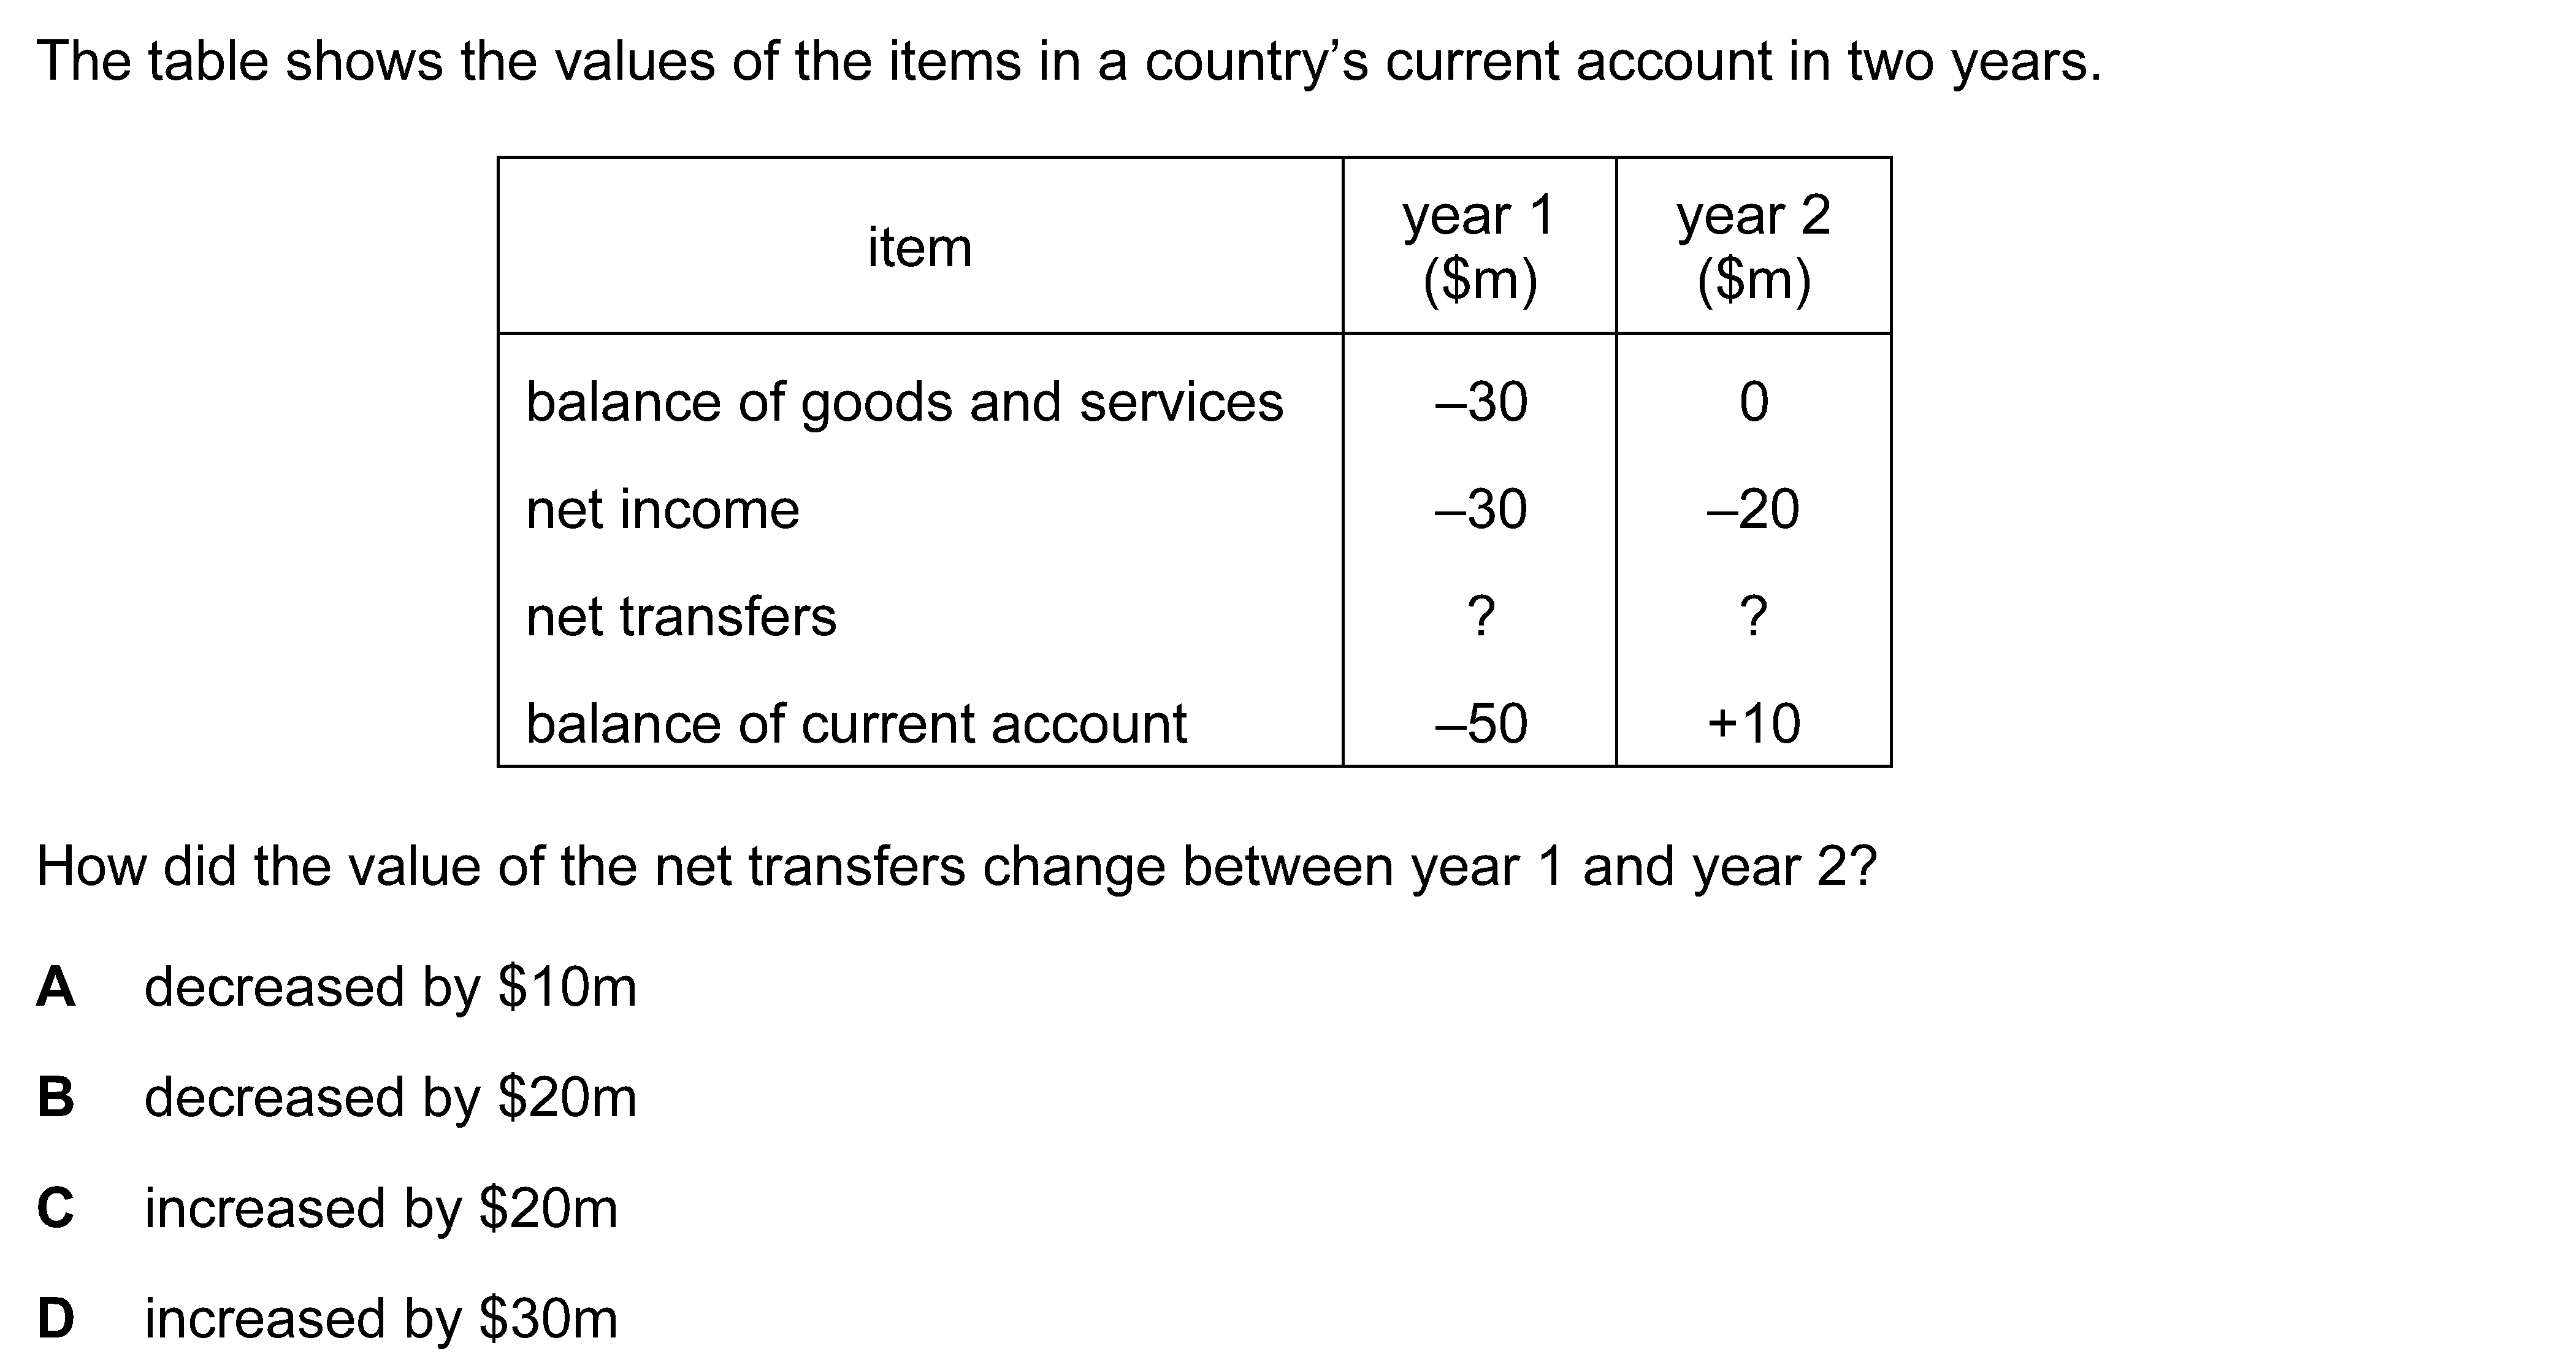 The table shows the values of the items in a country’s current account in two years.
item year 1 ($m) year 2 ($m)
balance of goods and services –30 0
net income –30 –20
net transfers ? ?
balance of current account –50 +10
How did the value of the net transfers change between year 1 and year 2?
A decreased by $10m
B decreased by $20m
C increased by $20m
D increased by $30m